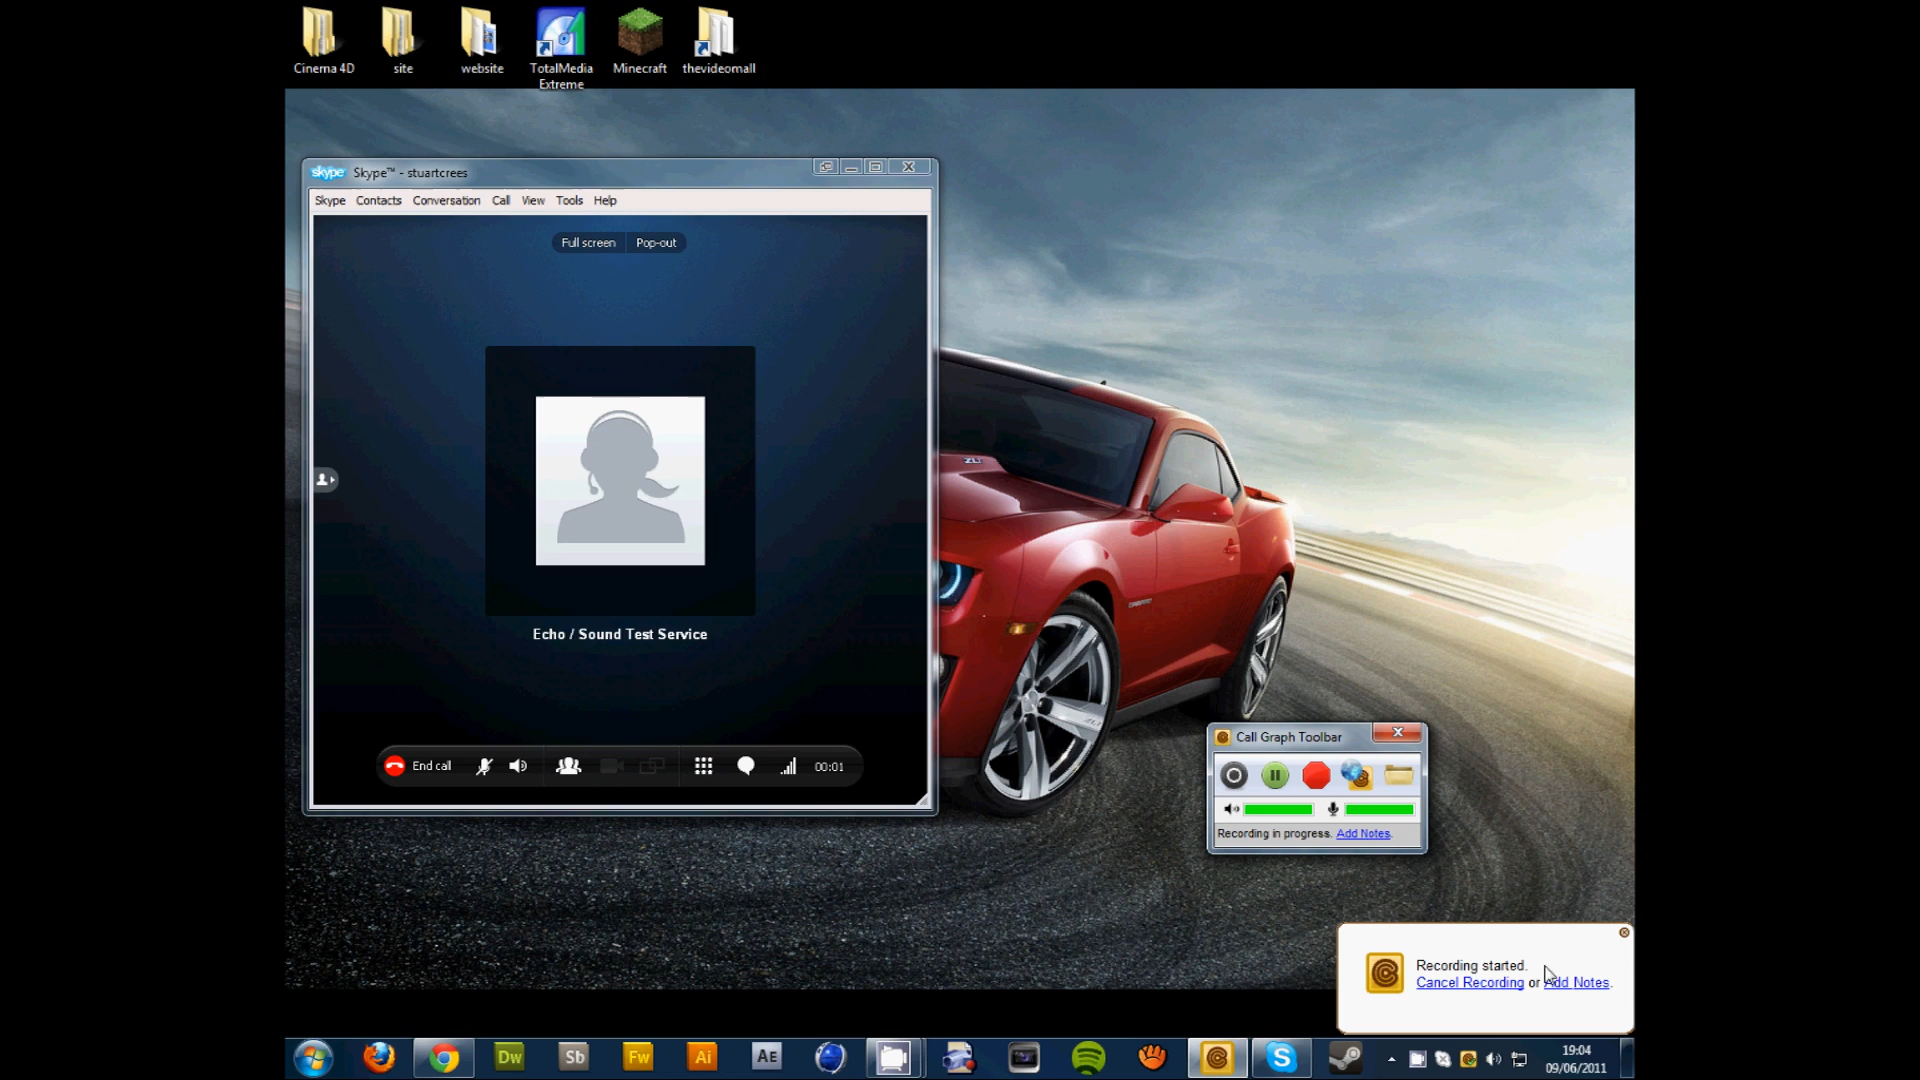 Cinema 4D
site
website
TotalMedia Extreme
Minecraft
thevideomall
skype Skype™ - stuartcrees
Skype Contacts Conversation Call View Tools Help
Full screen Pop-out
Echo / Sound Test Service
End call 00:01
ZL1
Call Graph Toolbar
Recording in progress. Add Notes.
Recording started.
Cancel Recording or Add Notes.
Dw Sb Fw Ai AE
19:04
09/06/2011